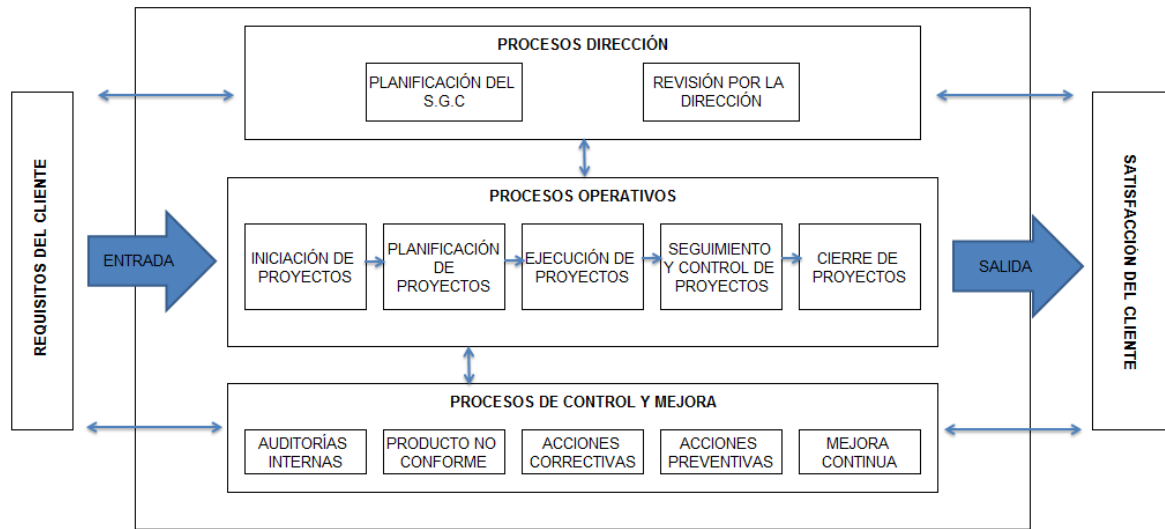 PROCESOS DIRECCIÓN
PLANIFICACIÓN DEL
S.G.C
REVISIÓN POR LA
DIRECCIÓN
REQUISITOS DEL CLIENTE
ENTRADA
PROCESOS OPERATIVOS
INICIACIÓN DE
PROYECTOS
PLANIFICACIÓN
DE
PROYECTOS
EJECUCIÓN DE
PROYECTOS
SEGUIMIENTO
Y CONTROL DE
PROYECTOS
CIERRE DE
PROYECTOS
SALIDA
SATISFACCIÓN DEL CLIENTE
PROCESOS DE CONTROL Y MEJORA
AUDITORÍAS
INTERNAS
PRODUCTO NO
CONFORME
ACCIONES
CORRECTIVAS
ACCIONES
PREVENTIVAS
MEJORA
CONTINUA